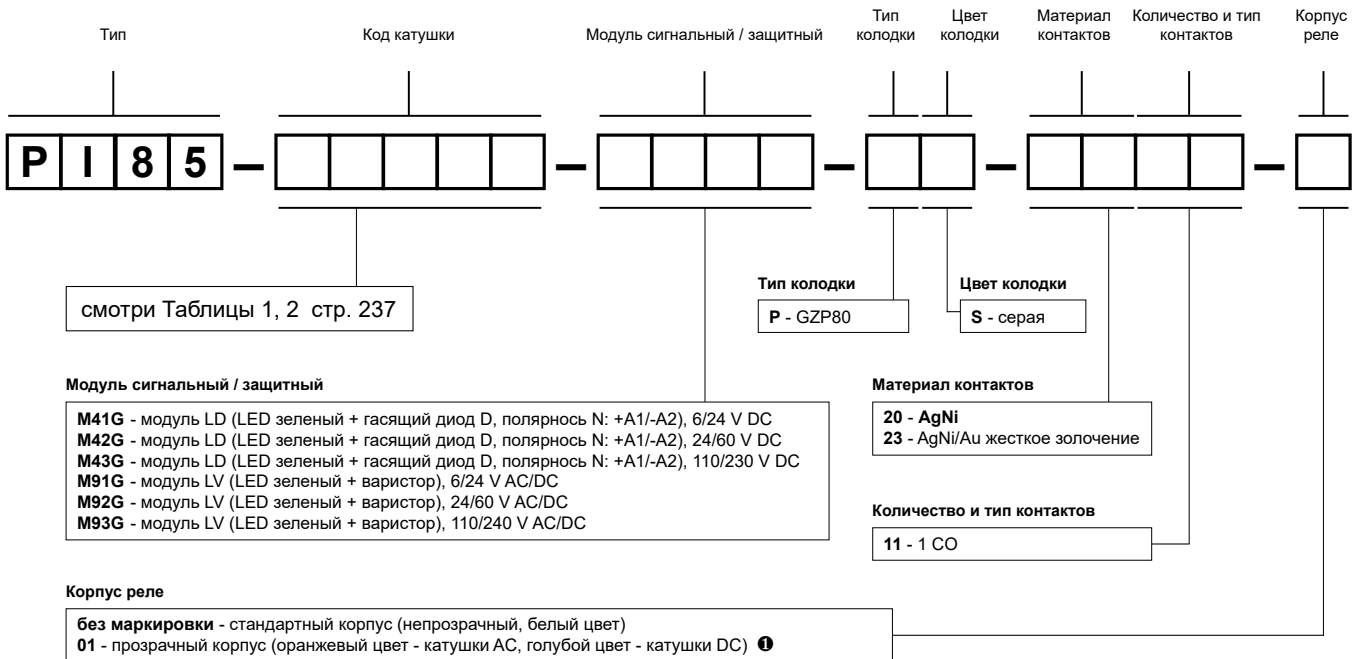 Тип
Код катушки
Модуль сигнальный / защитный
Тип
колодки
Цвет
колодки
Материал
контактов
Количество и тип
контактов
Корпус
реле
PI85 – – – – –
смотри Таблицы 1, 2 стр. 237
Тип колодки
P - GZP80
Цвет колодки
S - серая
Модуль сигнальный / защитный
M41G - модуль LD (LED зеленый + гасящий диод D, полярнось N: +A1/-A2), 6/24 V DC
M42G - модуль LD (LED зеленый + гасящий диод D, полярнось N: +A1/-A2), 24/60 V DC
M43G - модуль LD (LED зеленый + гасящий диод D, полярнось N: +A1/-A2), 110/230 V DC
M91G - модуль LV (LED зеленый + варистор), 6/24 V AC/DC
M92G - модуль LV (LED зеленый + варистор), 24/60 V AC/DC
M93G - модуль LV (LED зеленый + варистор), 110/240 V AC/DC
Материал контактов
20 - AgNi
23 - AgNi/Au жесткое золочение
Количество и тип контактов
11 - 1 CO
Корпус реле
без маркировки - стандартный корпус (непрозрачный, белый цвет)
01 - прозрачный корпус (оранжевый цвет - катушки AC, голубой цвет - катушки DC) ❶